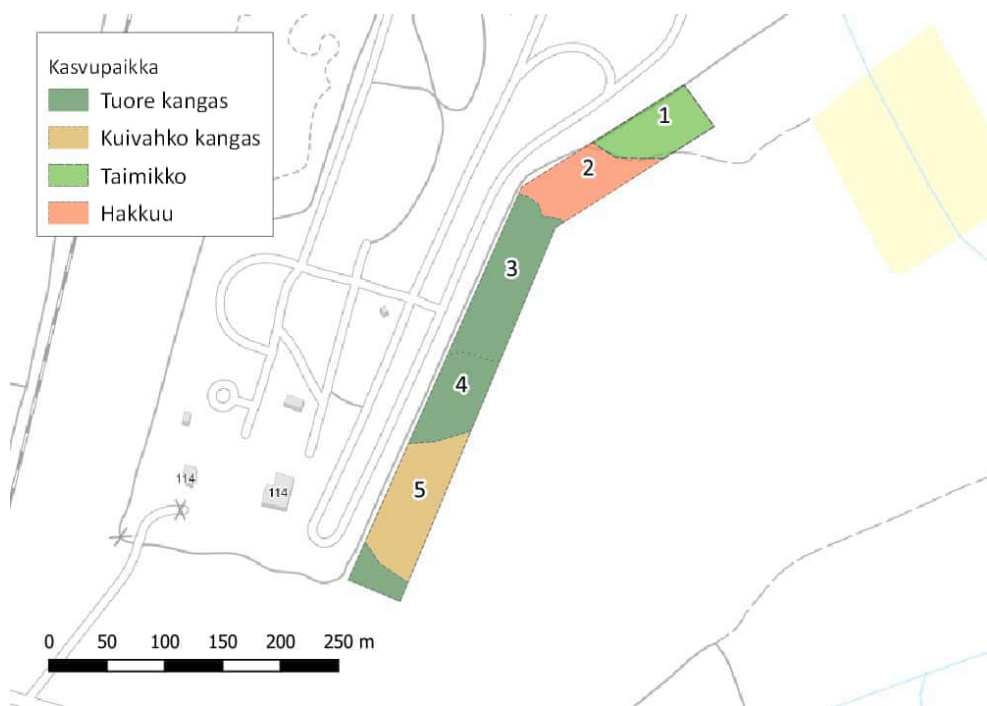 Kasvupaikka
Tuore kangas
Kuivahko kangas
Taimikko
Hakkuu
1
2
3
4
5
114
114
0 50 100 150 200 250 m